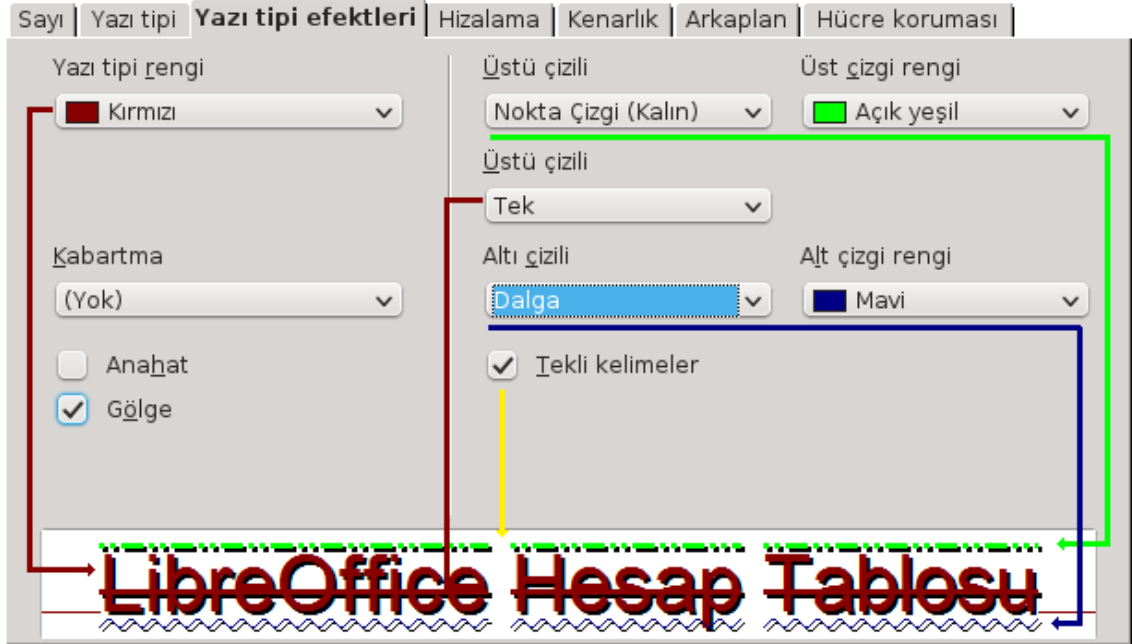 Sayı Yazı tipi Yazı tipi efektleri Hizalama Kenarlık Arkaplan Hücre koruması
Yazı tipi rengi Üstü çizili Üst çizgi rengi
Kırmızı Nokta Çizgi (Kalın) Açık yeşil
Üstü çizili
Tek
Kabartma Altı çizili Alt çizgi rengi
(Yok) Dalga Mavi
Anahat Tekli kelimeler
Gölge
LibreOffice Hesap Tablosu